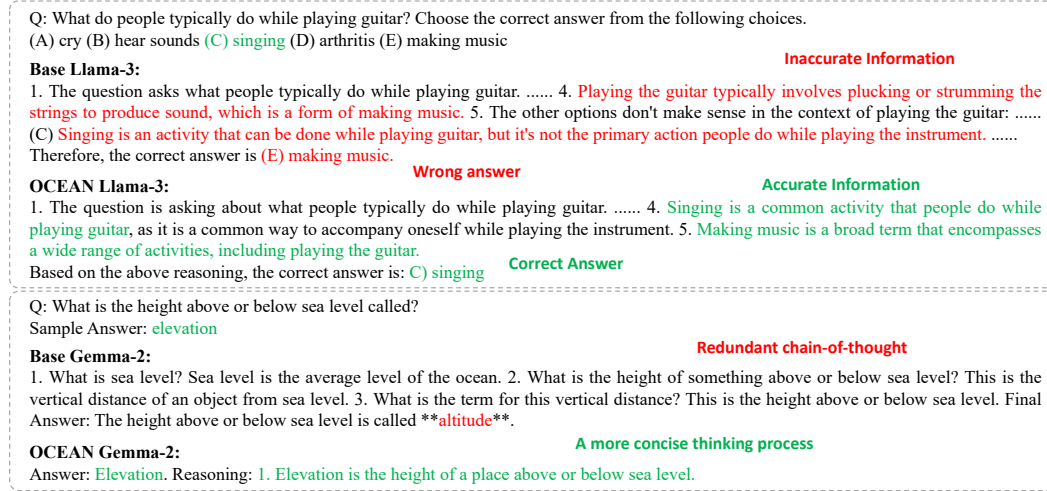 Q: What do people typically do while playing guitar? Choose the correct answer from the following choices.
(A) cry (B) hear sounds (C) singing (D) arthritis (E) making music
Inaccurate Information
Base Llama-3:
1. The question asks what people typically do while playing guitar. ...... 4. Playing the guitar typically involves plucking or strumming the
strings to produce sound, which is a form of making music. 5. The other options don't make sense in the context of playing the guitar: ......
(C) Singing is an activity that can be done while playing guitar, but it's not the primary action people do while playing the instrument. ......
Therefore, the correct answer is (E) making music.
Wrong answer
OCEAN Llama-3:
Accurate Information
1. The question is asking about what people typically do while playing guitar. ...... 4. Singing is a common activity that people do while
playing guitar, as it is a common way to accompany oneself while playing the instrument. 5. Making music is a broad term that encompasses
a wide range of activities, including playing the guitar.
Based on the above reasoning, the correct answer is: C) singing
Correct Answer
Q: What is the height above or below sea level called?
Sample Answer: elevation
Base Gemma-2:
Redundant chain-of-thought
1. What is sea level? Sea level is the average level of the ocean. 2. What is the height of something above or below sea level? This is the
vertical distance of an object from sea level. 3. What is the term for this vertical distance? This is the height above or below sea level. Final
Answer: The height above or below sea level is called **altitude**.
A more concise thinking process
OCEAN Gemma-2:
Answer: Elevation. Reasoning: 1. Elevation is the height of a place above or below sea level.